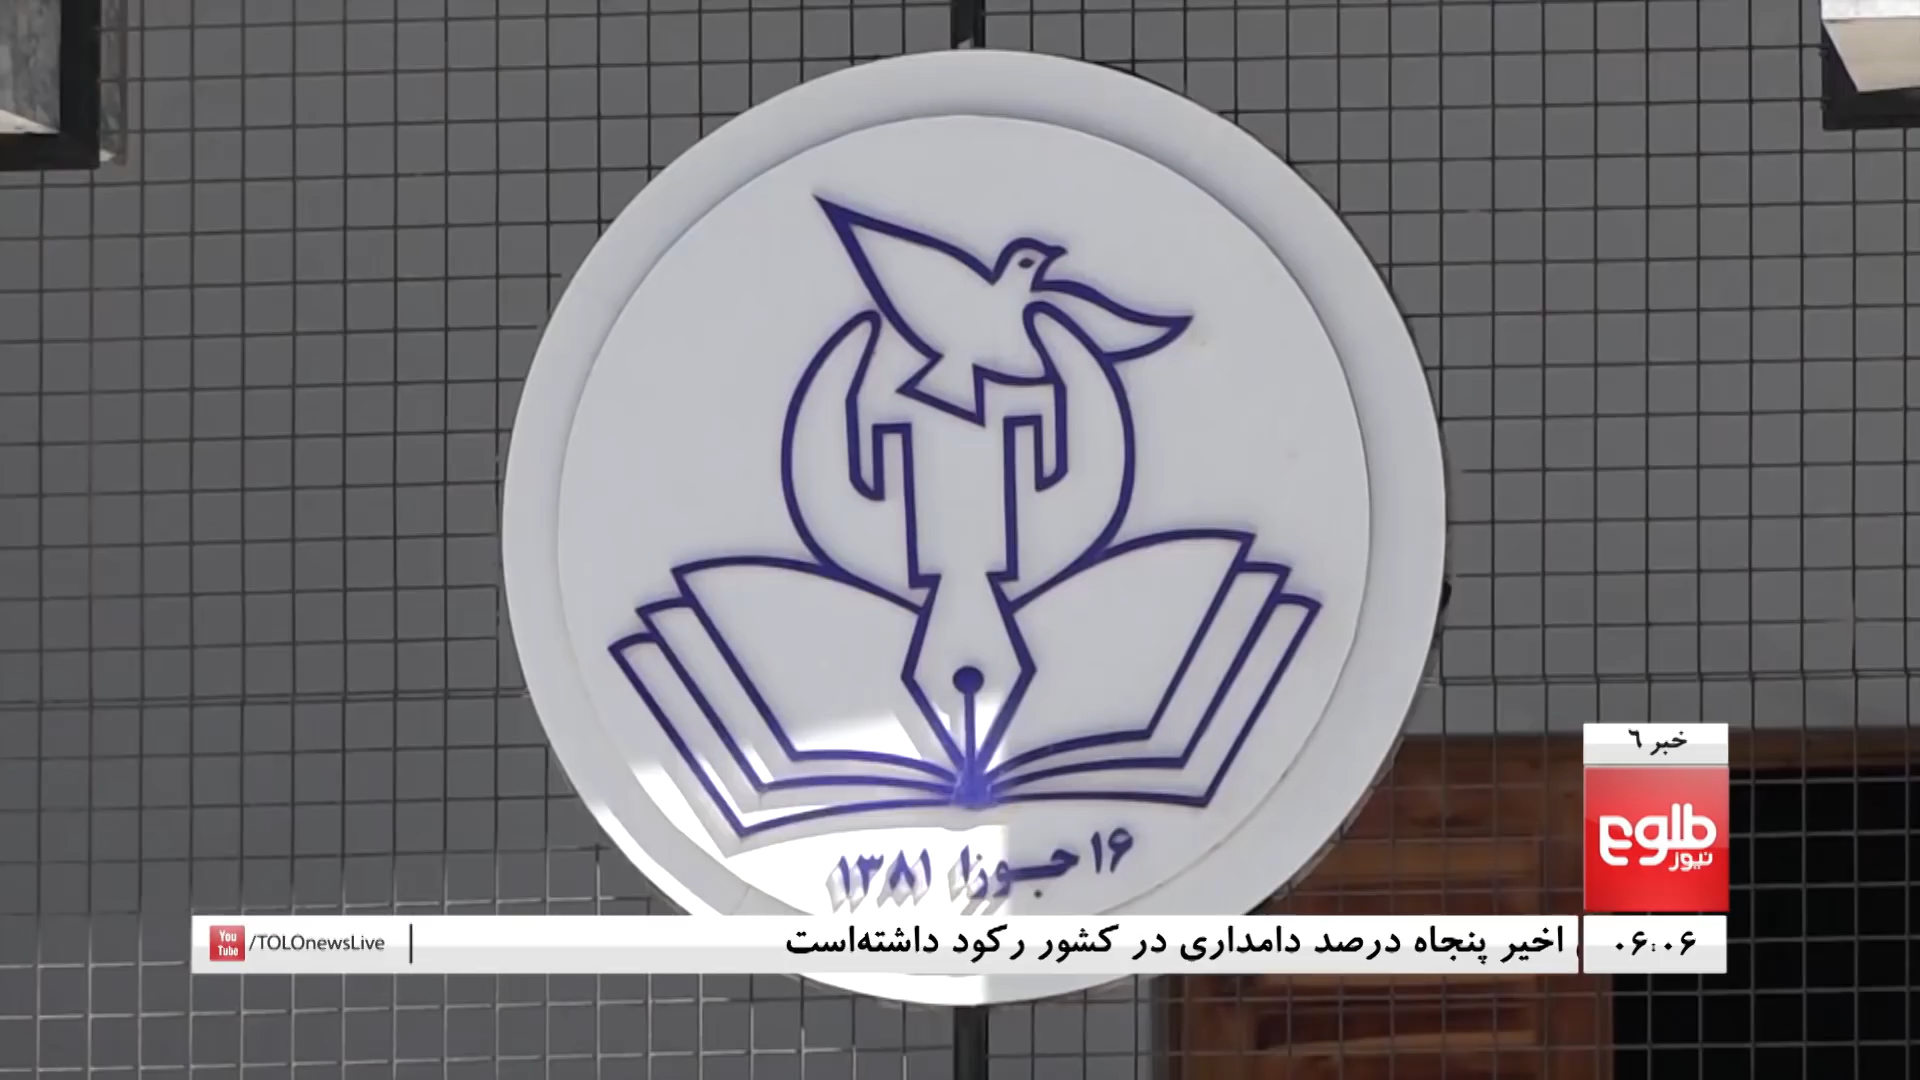 ۱۶ جوزا ۱۳۸۱
خبر ۶
طلوع
نیوز
اخیر پنجاه درصد دامداری در کشور رکود داشته‌است
۰۶:۰۶
You
Tube
/TOLOnewsLive